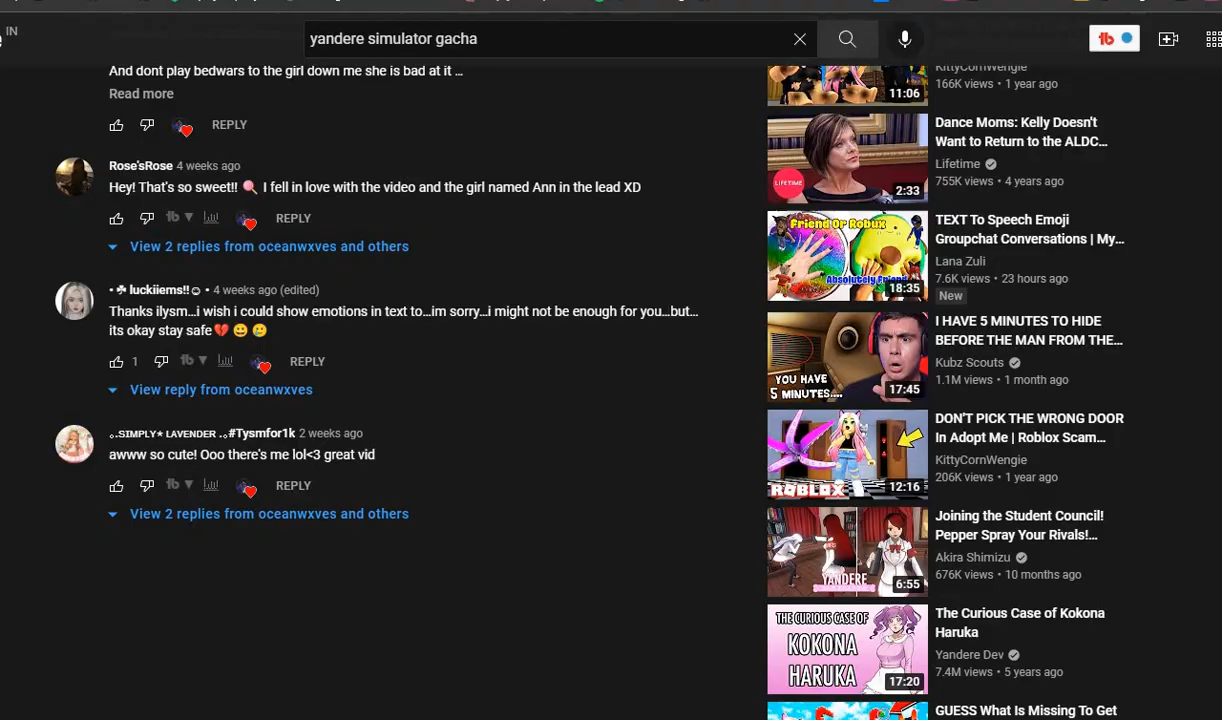 IN
yandere simulator gacha
And dont play bedwars to the girl down me she is bad at it …
Read more
REPLY
Rose'sRose 4 weeks ago
Hey! That's so sweet!! 🍭 I fell in love with the video and the girl named Ann in the lead XD
REPLY
View 2 replies from oceanwxves and others
• ☘ luckiiems!!☺ • 4 weeks ago (edited)
Thanks ilysm…i wish i could show emotions in text to…im sorry…i might not be enough for you…but…
its okay stay safe💔 😀 🥲
1 REPLY
View reply from oceanwxves
ₒ.SIMPLY★ LAVENDER .ₒ#Tysmfor1k 2 weeks ago
awww so cute! Ooo there's me lol<3 great vid
REPLY
View 2 replies from oceanwxves and others
11:06
KittyCornWengie
166K views • 1 year ago
LIFETIME
2:33
Dance Moms: Kelly Doesn't
Want to Return to the ALDC…
Lifetime
755K views • 4 years ago
Friend Or Robux
Absolutely Friend
18:35
TEXT To Speech Emoji
Groupchat Conversations | My…
Lana Zuli
7.6K views • 23 hours ago
New
YOU HAVE
5 MINUTES....
17:45
I HAVE 5 MINUTES TO HIDE
BEFORE THE MAN FROM THE…
Kubz Scouts
1.1M views • 1 month ago
ROBLOX
12:16
DON'T PICK THE WRONG DOOR
In Adopt Me | Roblox Scam…
KittyCornWengie
206K views • 1 year ago
YANDERE
6:55
Joining the Student Council!
Pepper Spray Your Rivals!…
Akira Shimizu
676K views • 10 months ago
THE CURIOUS CASE OF
KOKONA
HARUKA
17:20
The Curious Case of Kokona
Haruka
Yandere Dev
7.4M views • 5 years ago
GUESS What Is Missing To Get